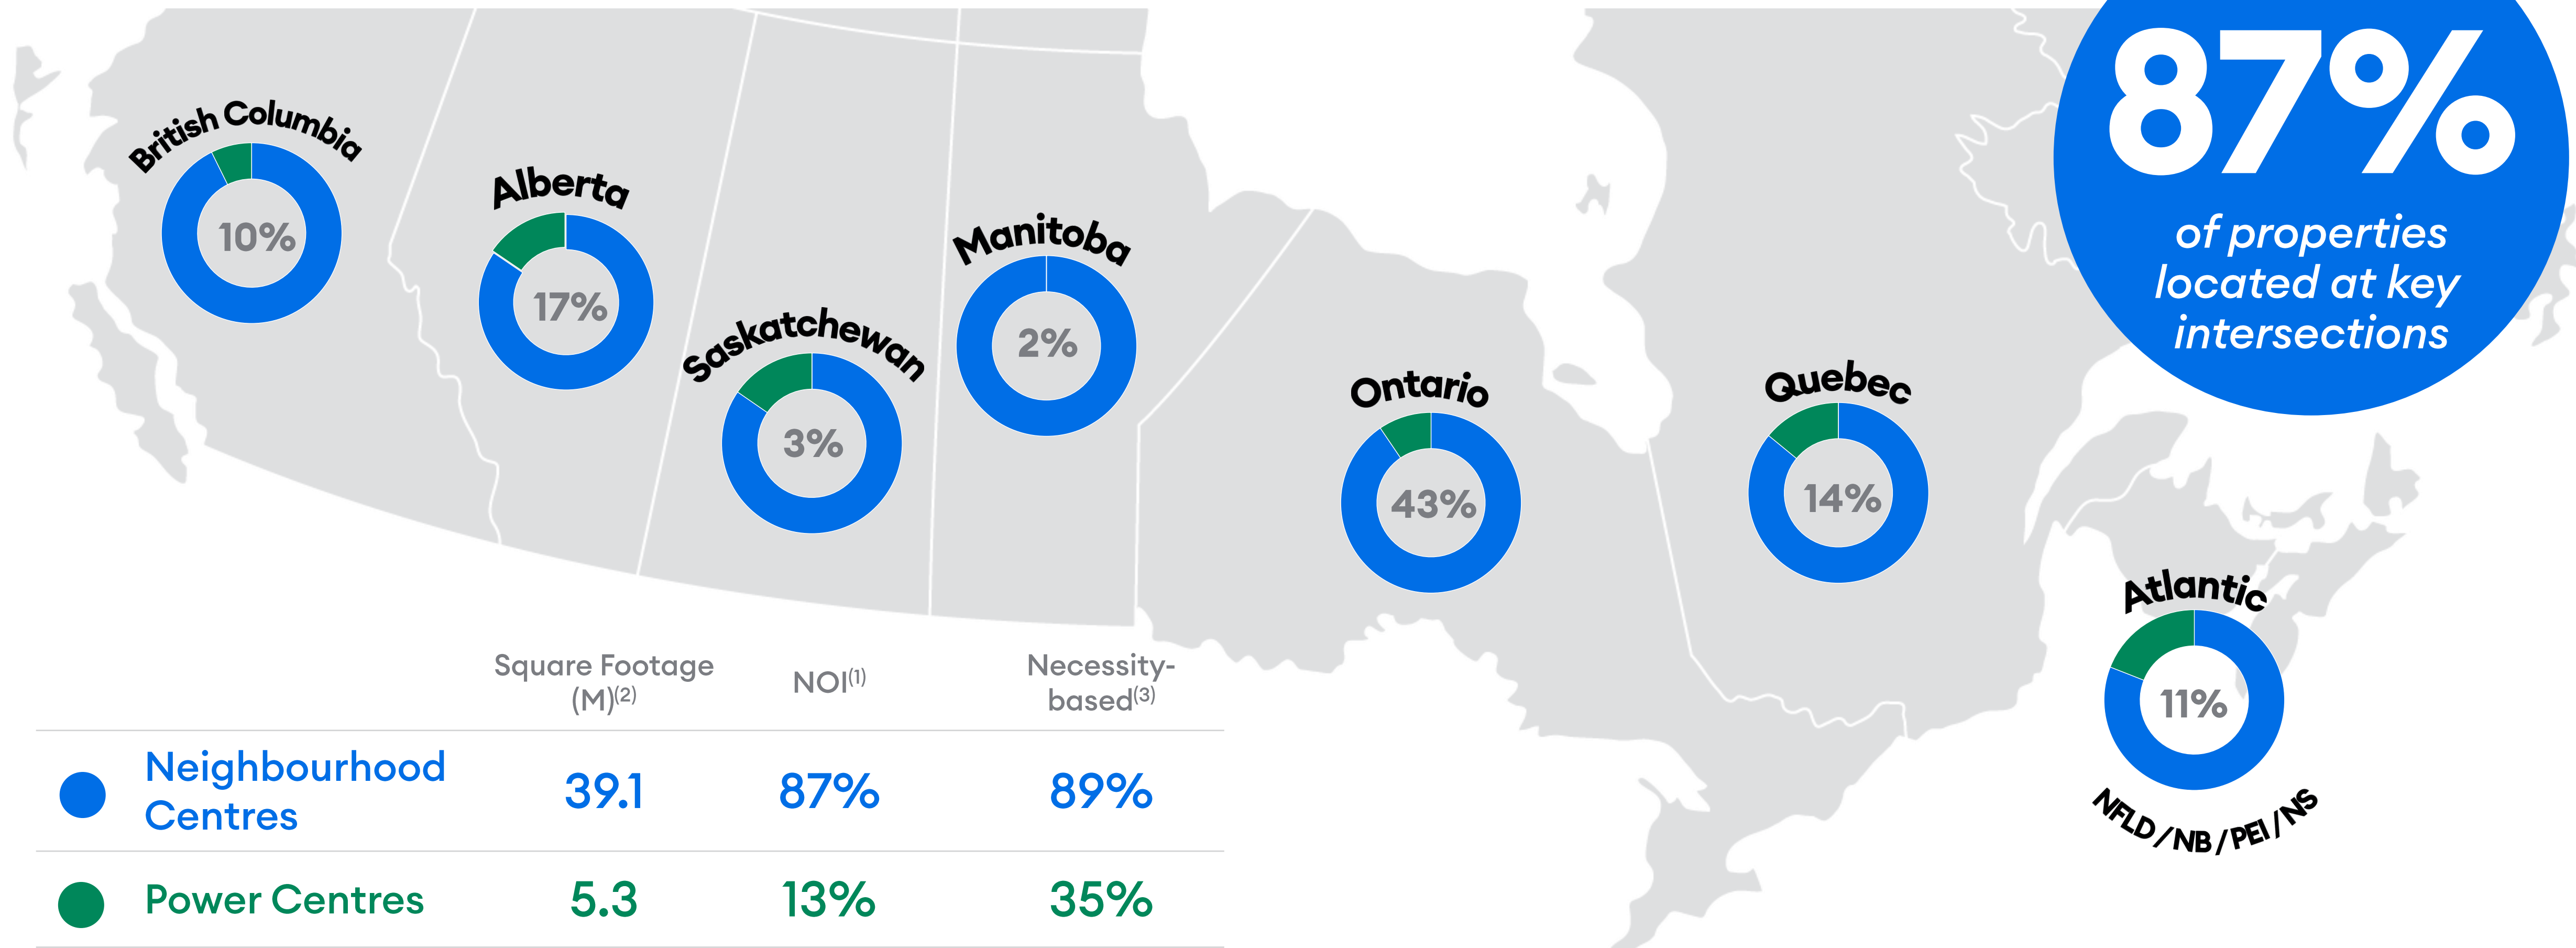 87%
of properties
located at key
intersections
British Columbia
10%
Alberta
17%
Saskatchewan
3%
Manitoba
2%
Ontario
43%
Quebec
14%
Atlantic
11%
NFLD / NB / PEI / NS
Square Footage
(M)(2)
NOI(1)
Necessity-
based(3)
Neighbourhood
Centres
39.1
87%
89%
Power Centres
5.3
13%
35%